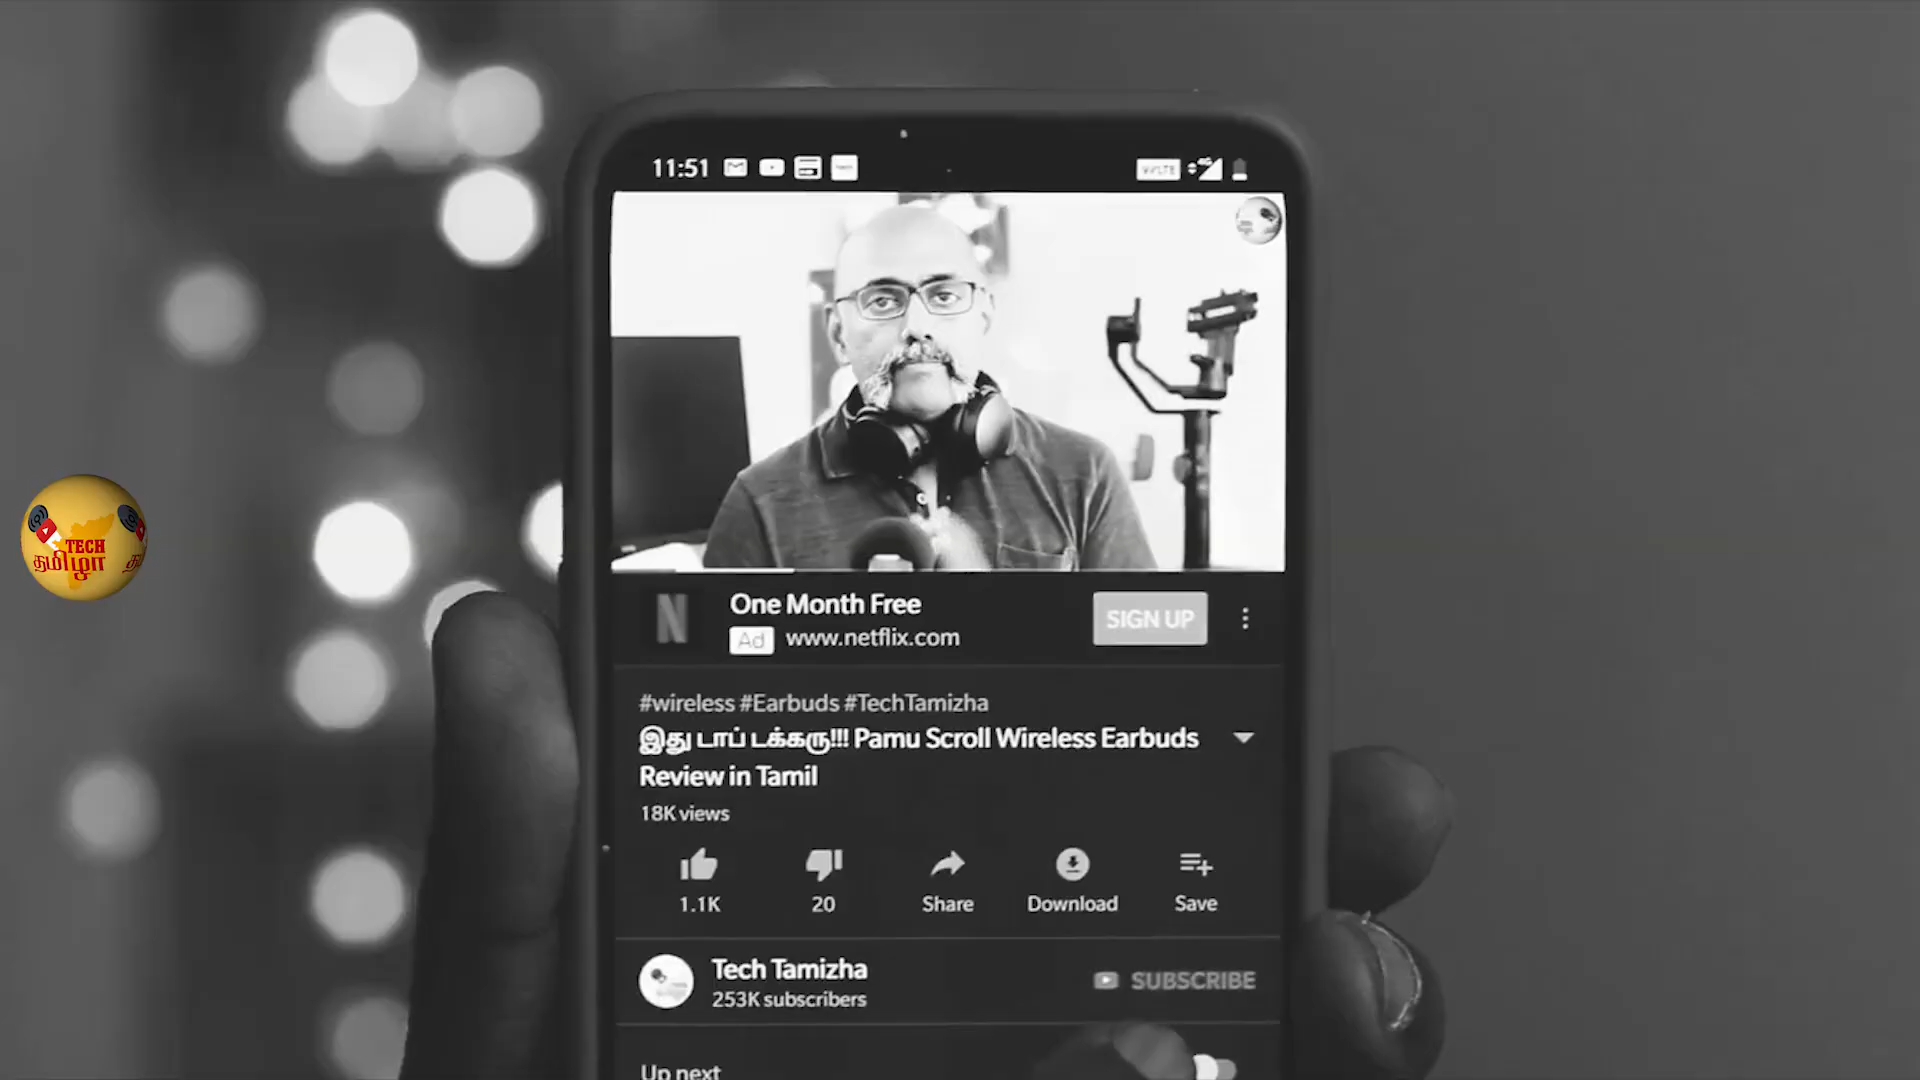 11:51
TECH
தமிழா
One Month Free
SIGN UP
Ad www.netflix.com
#wireless #Earbuds #TechTamizha
இது டாப் டக்கரு!!! Pamu Scroll Wireless Earbuds
Review in Tamil
18K views
1.1K
20
Share
Download
Save
Tech Tamizha
253K subscribers
SUBSCRIBE
Up next